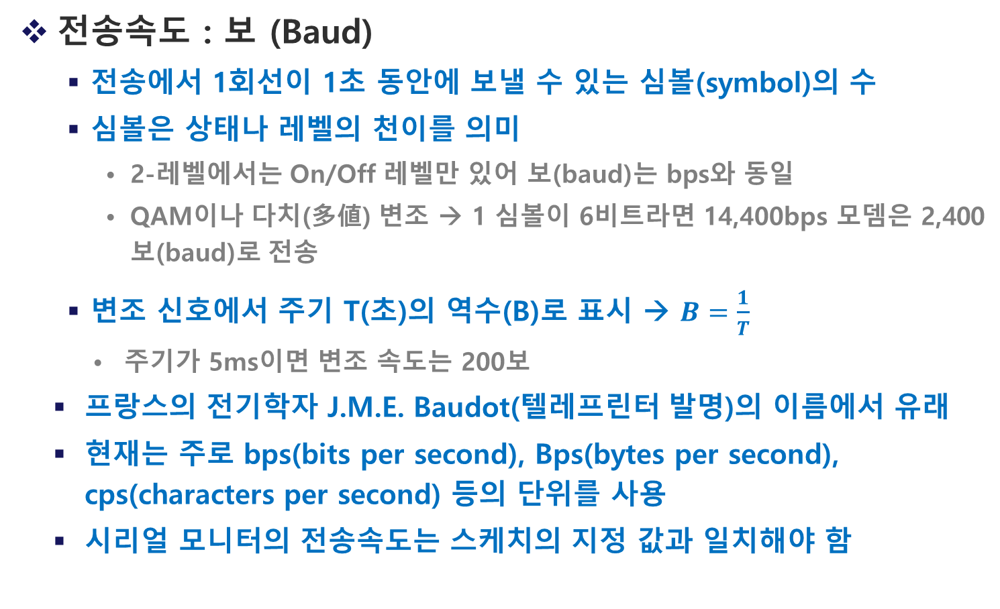 ❖ 전송속도 : 보 (Baud)
▪ 전송에서 1회선이 1초 동안에 보낼 수 있는 심볼(symbol)의 수
▪ 심볼은 상태나 레벨의 천이를 의미
• 2-레벨에서는 On/Off 레벨만 있어 보(baud)는 bps와 동일
• QAM이나 다치(多値) 변조 → 1 심볼이 6비트라면 14,400bps 모뎀은 2,400
보(baud)로 전송
▪ 변조 신호에서 주기 T(초)의 역수(B)로 표시 → B = 1/T
• 주기가 5ms이면 변조 속도는 200보
▪ 프랑스의 전기학자 J.M.E. Baudot(텔레프린터 발명)의 이름에서 유래
▪ 현재는 주로 bps(bits per second), Bps(bytes per second),
cps(characters per second) 등의 단위를 사용
▪ 시리얼 모니터의 전송속도는 스케치의 지정 값과 일치해야 함